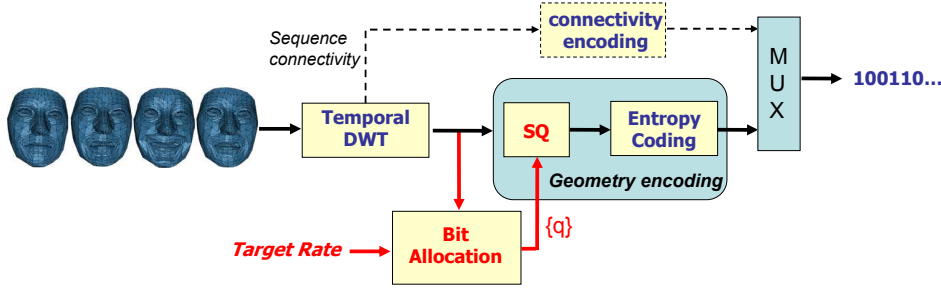 Sequence
connectivity
connectivity
encoding
M
U
X
100110...
Temporal
DWT
SQ
Entropy
Coding
Geometry encoding
Target Rate
Bit
Allocation
{q}